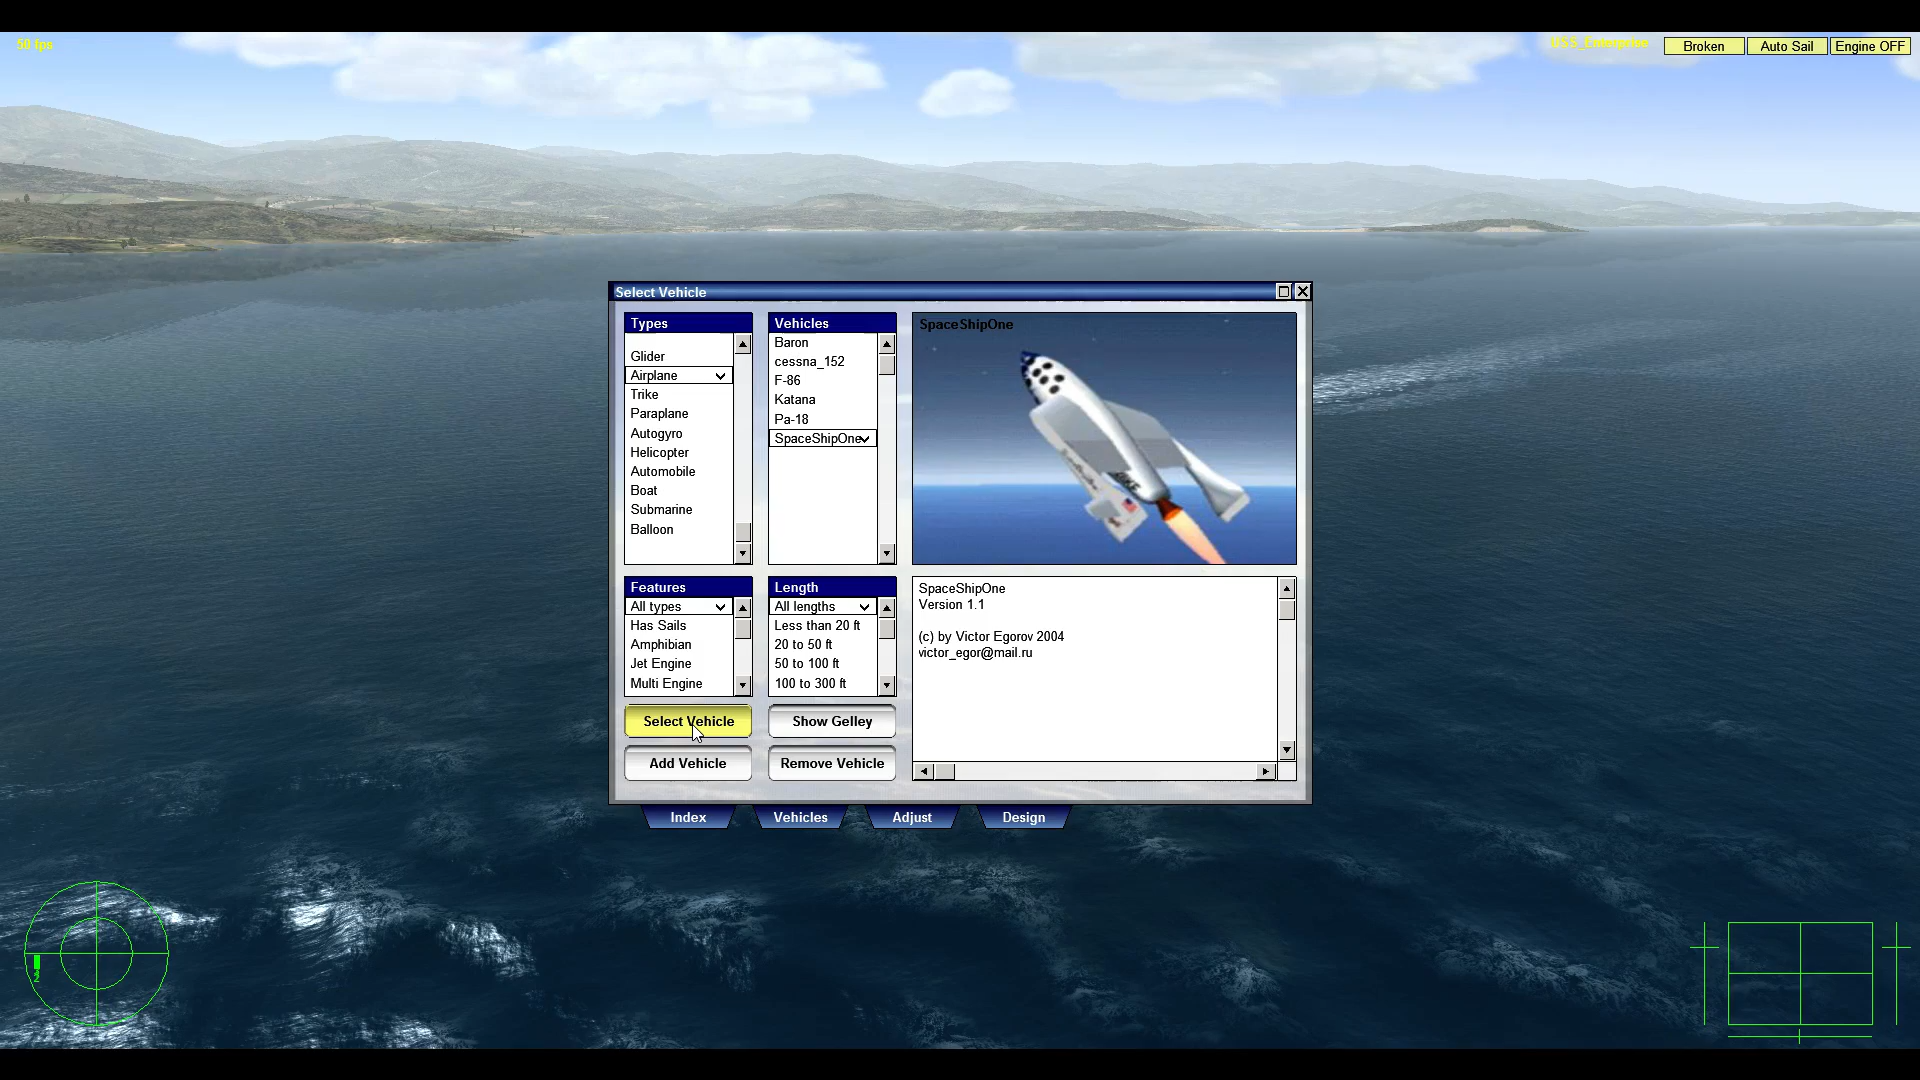 50 fps
USS_Enterprise
Broken
Auto Sail
Engine OFF
Select Vehicle
Types
Glider
Airplane
Trike
Paraplane
Autogyro
Helicopter
Automobile
Boat
Submarine
Balloon
Vehicles
Baron
cessna_152
F-86
Katana
Pa-18
SpaceShipOne
SpaceShipOne
Features
All types
Has Sails
Amphibian
Jet Engine
Multi Engine
Length
All lengths
Less than 20 ft
20 to 50 ft
50 to 100 ft
100 to 300 ft
SpaceShipOne
Version 1.1
(c) by Victor Egorov 2004
victor_egor@mail.ru
Select Vehicle
Show Gelley
Add Vehicle
Remove Vehicle
Index
Vehicles
Adjust
Design